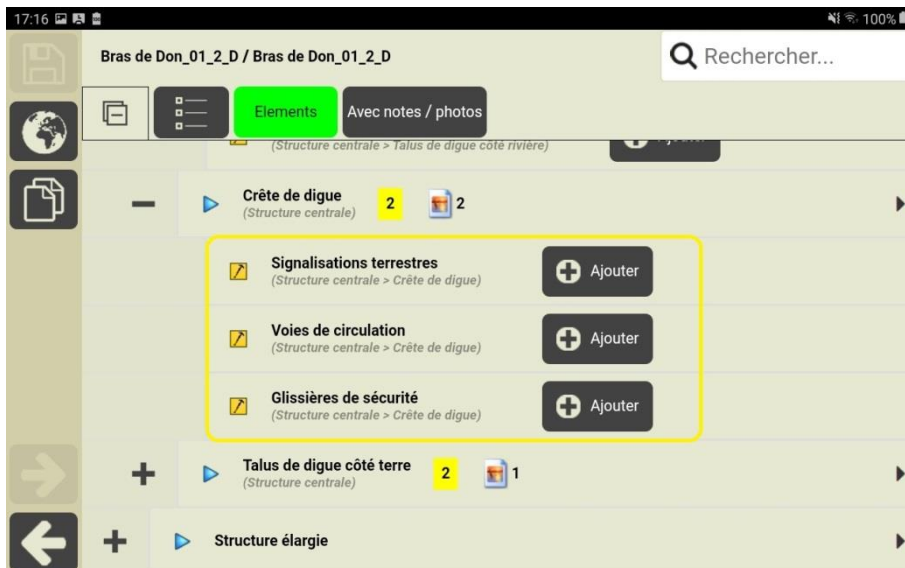 17:16 100%
Bras de Don_01_2_D / Bras de Don_01_2_D
Rechercher...
Elements
Avec notes / photos
(Structure centrale > Talus de digue côté rivière)
Crête de digue
(Structure centrale)
2
2
Signalisations terrestres
(Structure centrale > Crête de digue)
Ajouter
Voies de circulation
(Structure centrale > Crête de digue)
Ajouter
Glissières de sécurité
(Structure centrale > Crête de digue)
Ajouter
Talus de digue côté terre
(Structure centrale)
2
1
Structure élargie